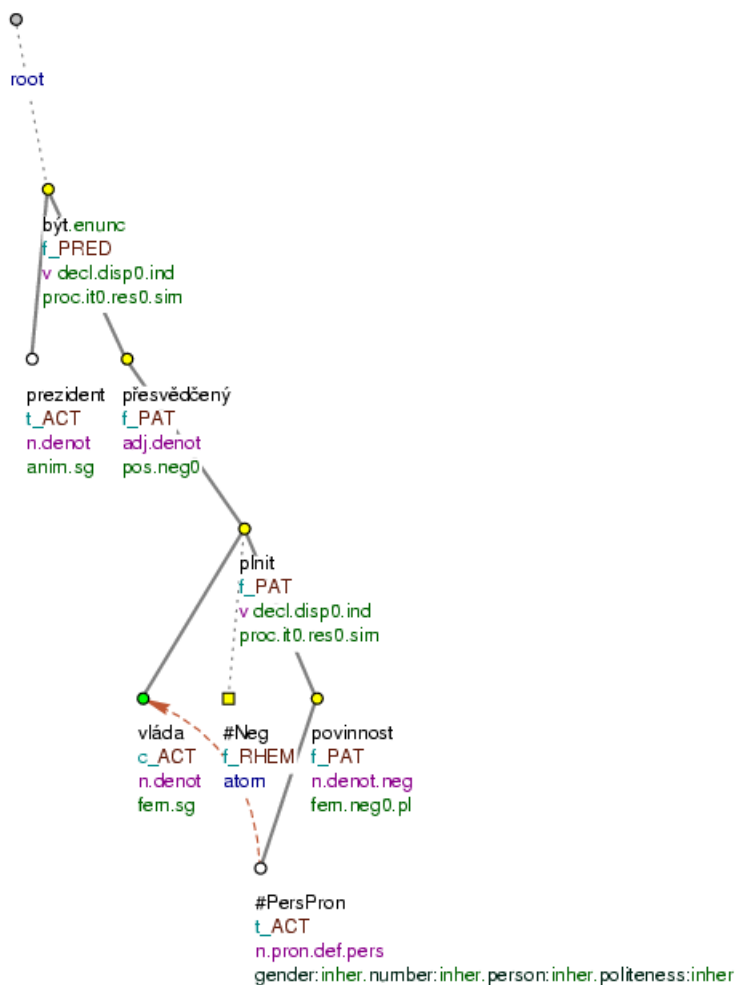 root
být.enunc
f_PRED
v decl.disp0.ind
proc.it0.res0.sim
prezident přesvědčený
t_ACT f_PAT
n.denot adj.denot
anim.sg pos.neg0
plnit
f_PAT
v decl.disp0.ind
proc.it0.res0.sim
vláda #Neg povinnost
c_ACT f_RHEM f_PAT
n.denot atom n.denot.neg
fem.sg fem.neg0.pl
#PersPron
t_ACT
n.pron.def.pers
gender:inher.number:inher.person:inher.politeness:inher